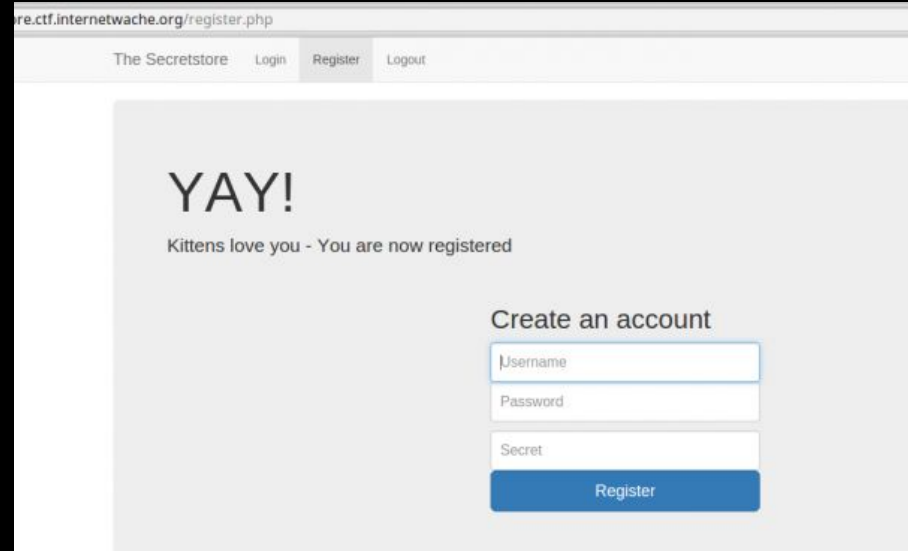 re.ctf.internetwache.org/register.php
The Secretstore Login Register Logout
YAY!
Kittens love you - You are now registered
Create an account
Username
Password
Secret
Register